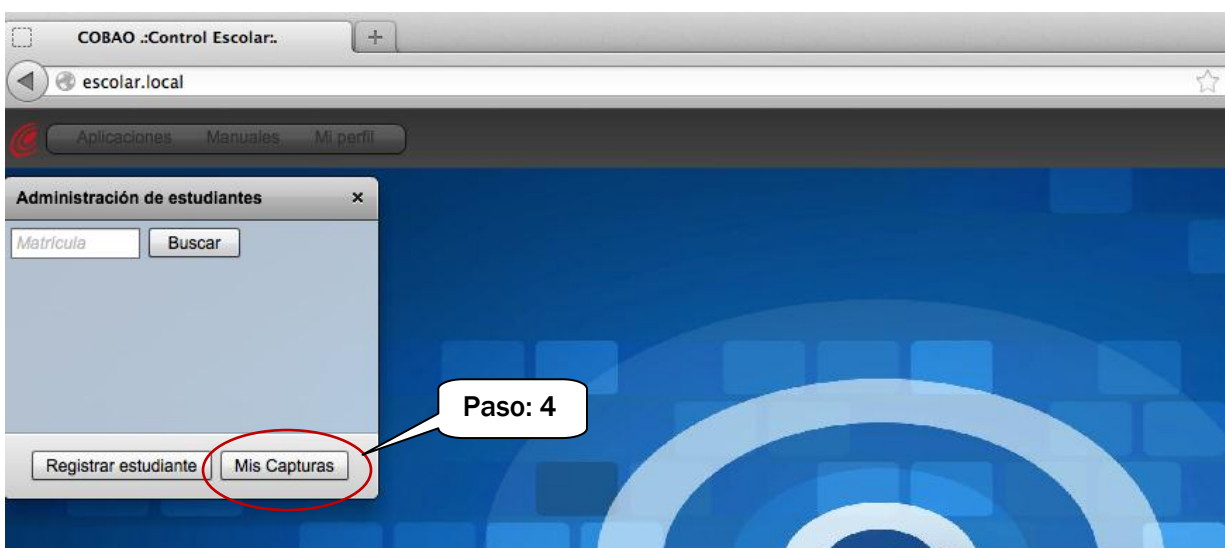 COBAO .:Control Escolar:.
escolar.local
Aplicaciones Manuales Mi perfil
Administración de estudiantes ×
Matrícula Buscar
Paso: 4
Registrar estudiante Mis Capturas